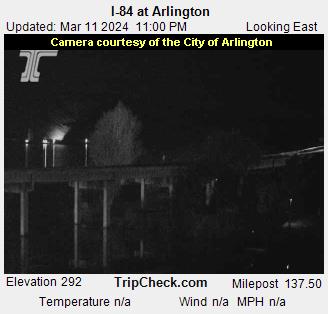 I-84 at Arlington
Updated: Mar 11 2024 11:00 PM Looking East
Camera courtesy of the City of Arlington
Elevation 292 TripCheck.com Milepost 137.50
Temperature n/a Wind n/a MPH n/a